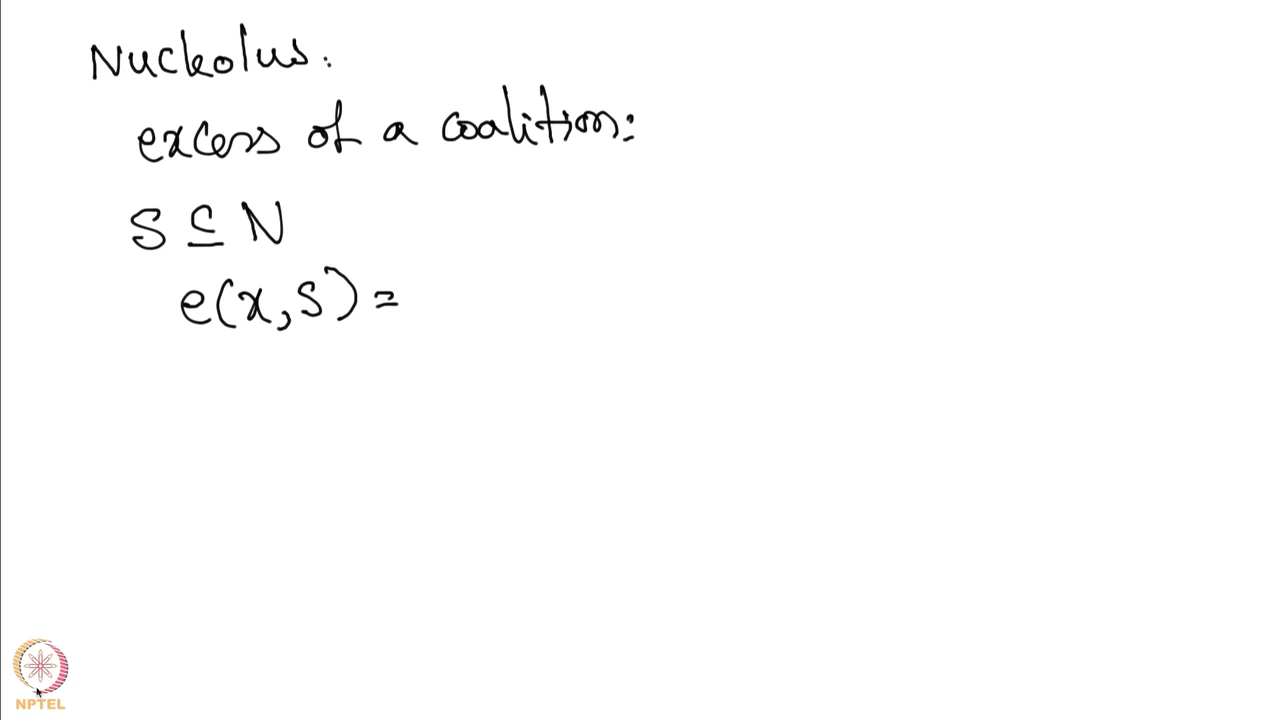 Nucleolus:
excess of a coalition:
S ⊆ N
e(x,S) =
NPTEL